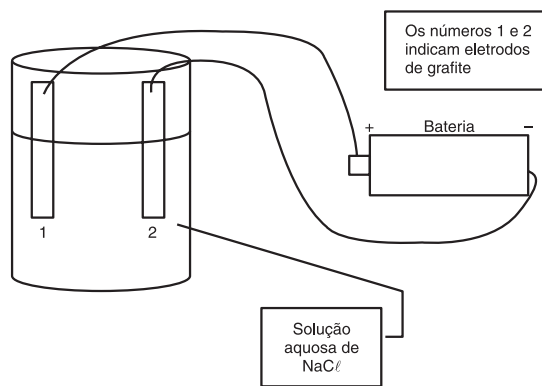 Os números 1 e 2
indicam eletrodos
de grafite
+ Bateria –
1 2
Solução
aquosa de
NaCℓ